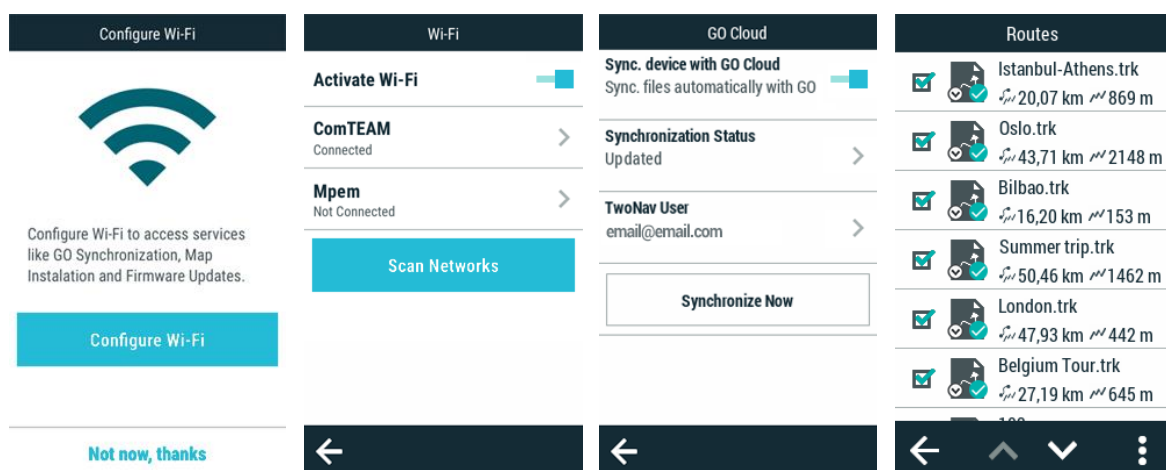 Configure Wi-Fi
Configure Wi-Fi to access services
like GO Synchronization, Map
Instalation and Firmware Updates.
Configure Wi-Fi
Not now, thanks
Wi-Fi
Activate Wi-Fi
ComTEAM
Connected
Mpem
Not Connected
Scan Networks
GO Cloud
Sync. device with GO Cloud
Sync. files automatically with GO
Synchronization Status
Updated
TwoNav User
email@email.com
Synchronize Now
Routes
Istanbul-Athens.trk
20,07 km 869 m
Oslo.trk
43,71 km 2148 m
Bilbao.trk
16,20 km 153 m
Summer trip.trk
50,46 km 1462 m
London.trk
47,93 km 442 m
Belgium Tour.trk
27,19 km 645 m